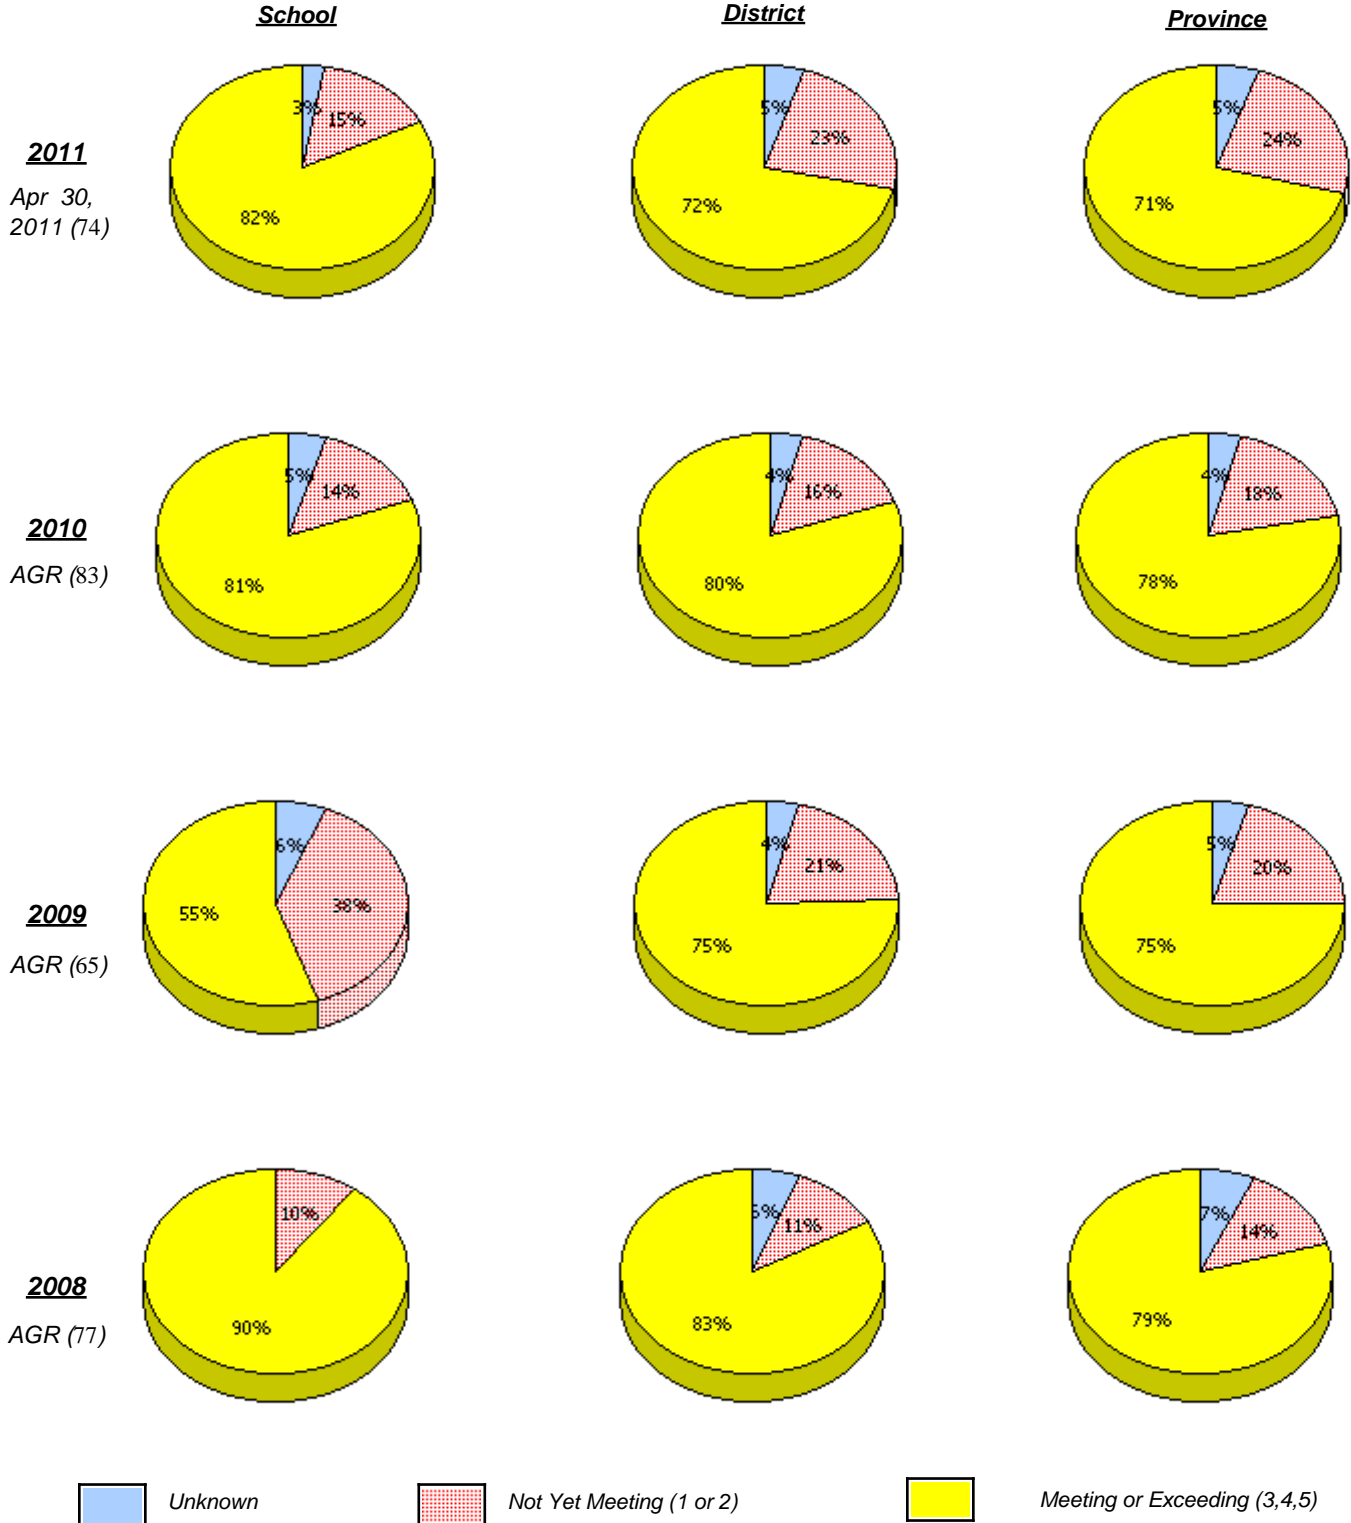 School District Province
3% 15% 82% 5% 23% 72% 5% 24% 71%
2011
Apr 30,
2011 (74)
5% 14% 81% 4% 16% 80% 4% 18% 78%
2010
AGR (83)
6% 38% 55% 4% 21% 75% 5% 20% 75%
2009
AGR (65)
10% 90% 11% 83% 7% 14% 79%
2008
AGR (77)
Unknown Not Yet Meeting (1 or 2) Meeting or Exceeding (3,4,5)